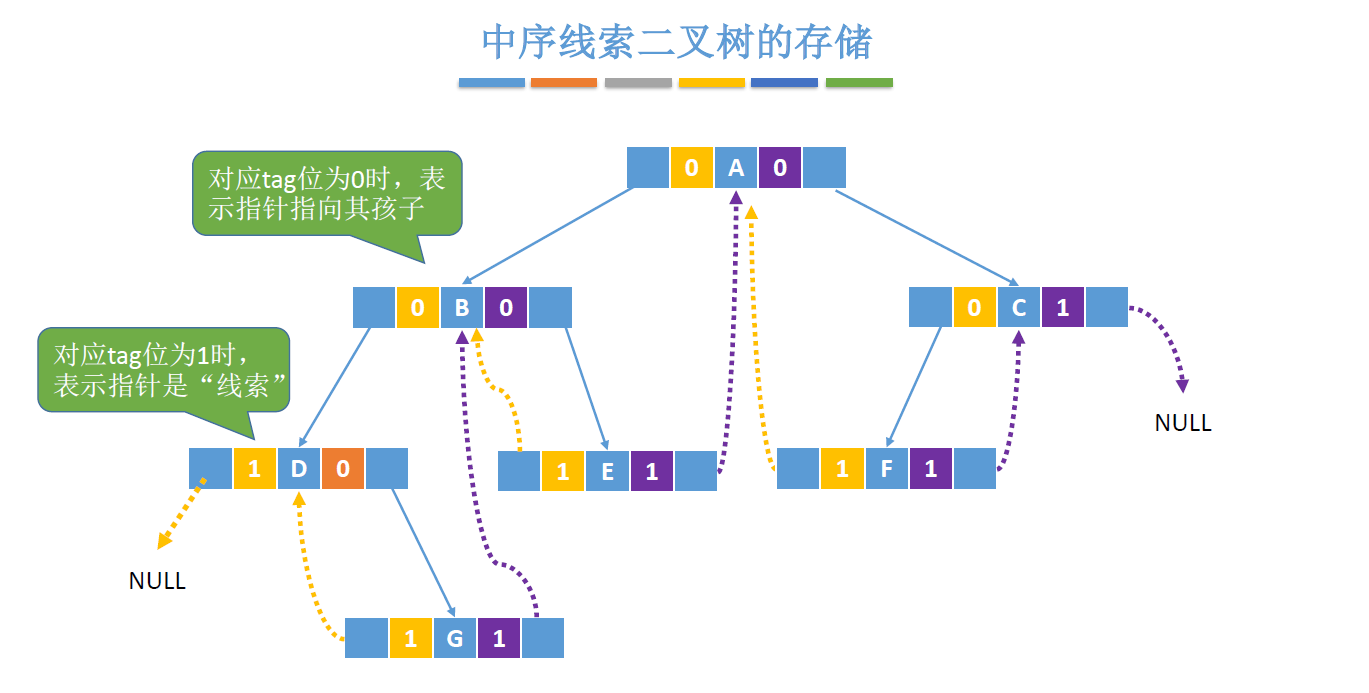 中序线索二叉树的存储
0 A 0
对应tag位为0时，表
示指针指向其孩子
0 B 0
0 C 1
对应tag位为1时，
表示指针是“线索”
NULL
1 D 0
1 E 1
1 F 1
NULL
1 G 1